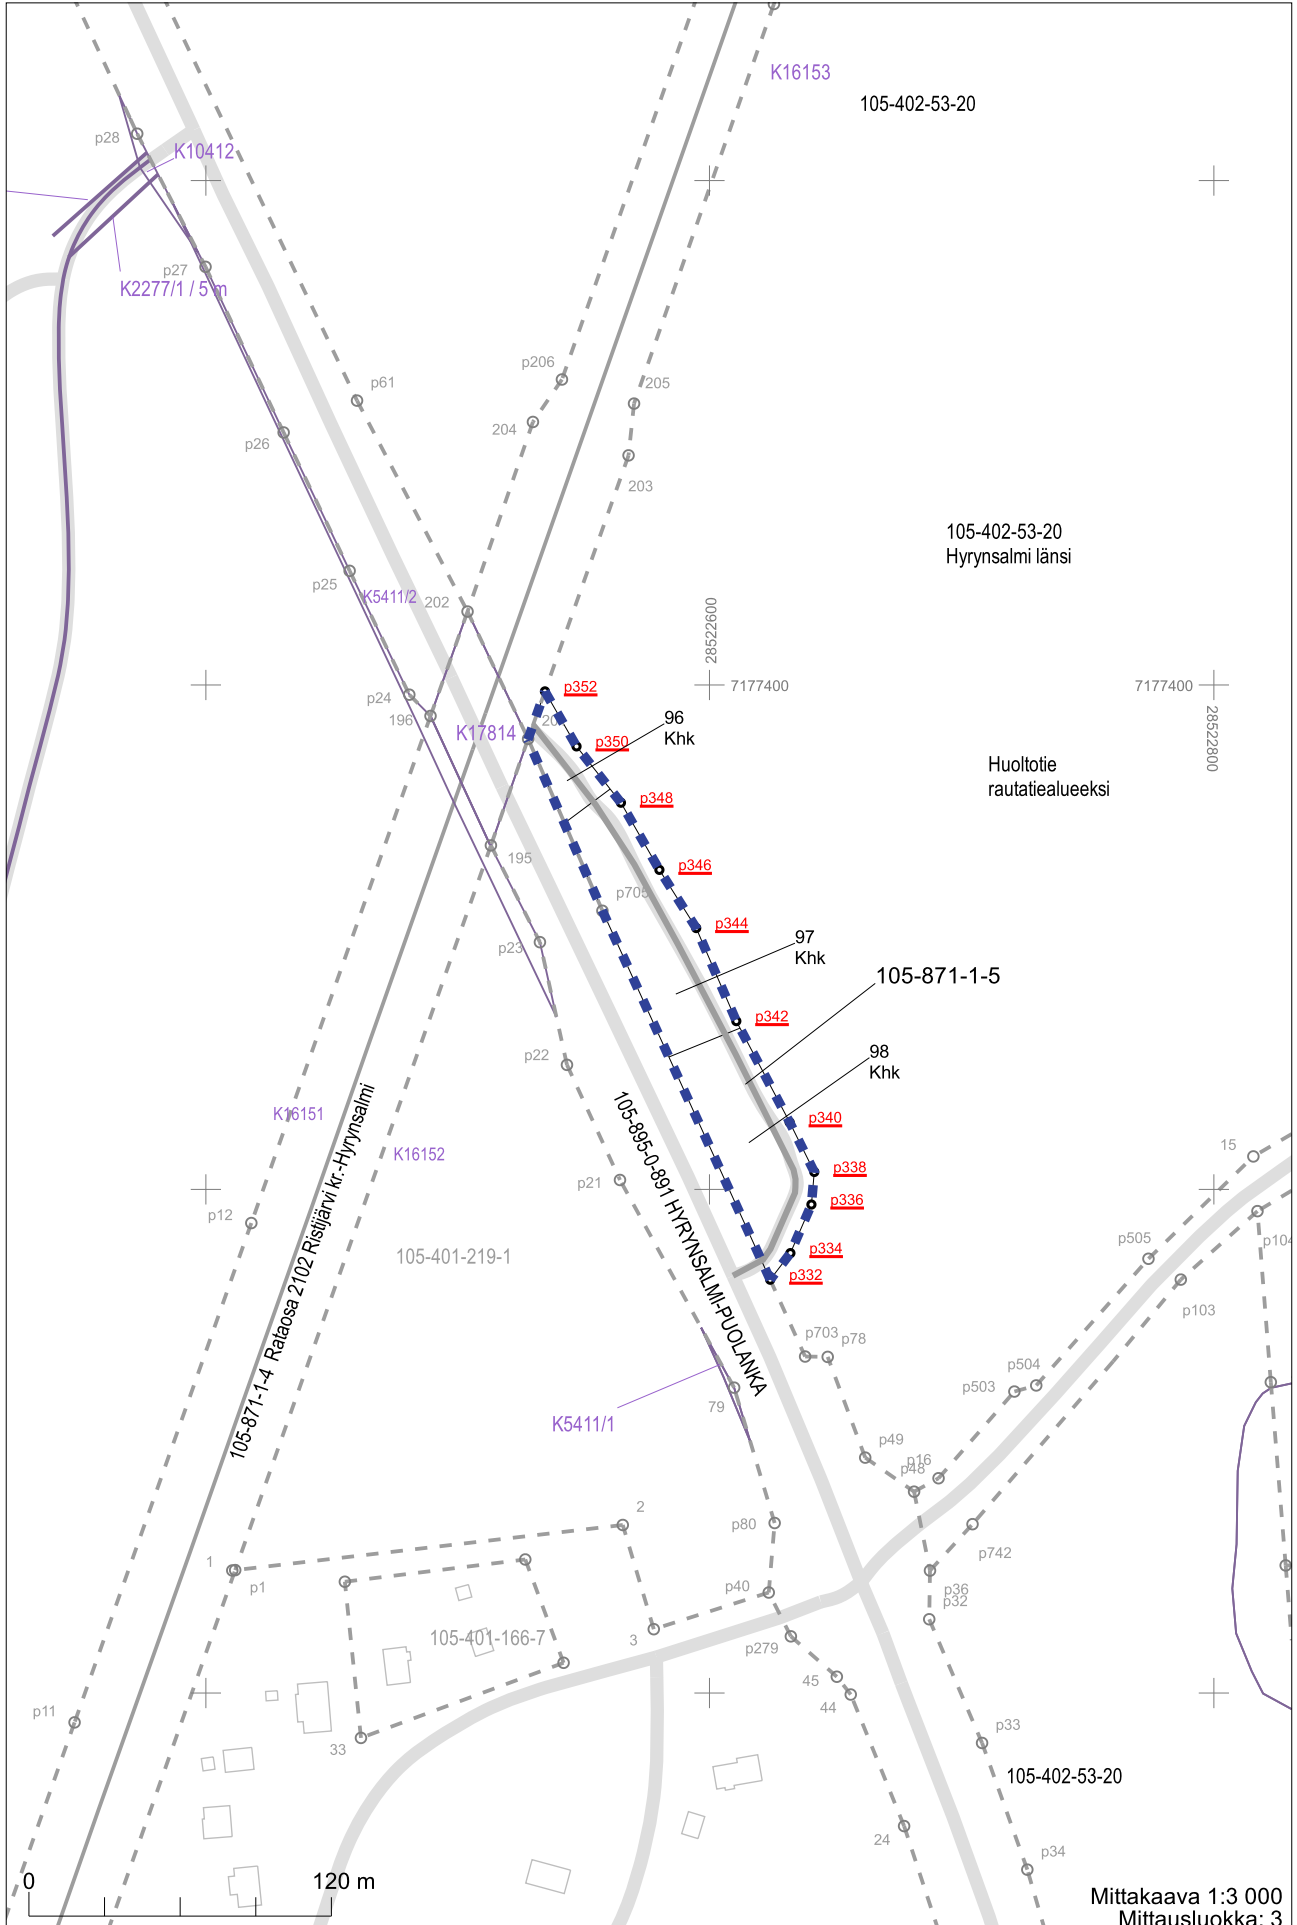 K16153
105-402-53-20
p28
K10412
p27
K2277/1 / 5 m
p206
p61
205
204
p26
203
105-402-53-20
Hyrynsalmi länsi
p25
K5411/2
202
28522600
p24
p352
7177400
7177400
196
96
Khk
K17814
p350
28522800
Huoltotie
rautatiealueeksi
p348
195
p346
p705
p344
p23
97
Khk
105-871-1-5
p342
p22
98
Khk
K16151
p340
105-895-0-891 HYRYNSALMI-PUOLANKA
K16152
15
p338
p21
p336
p12
p104
105-401-219-1
p334
p505
p332
p103
105-871-1-4 Rataosa 2102 Ristijärvi kr.-Hyrynsalmi
p703
p78
p504
p503
79
K5411/1
p49
p16
p48
2
p80
p742
1
p1
p36
p40
p32
105-401-166-7
3
p279
45
44
p11
33
p33
105-402-53-20
24
p34
0
120 m
Mittakaava 1:3 000
Mittausluokka: 3